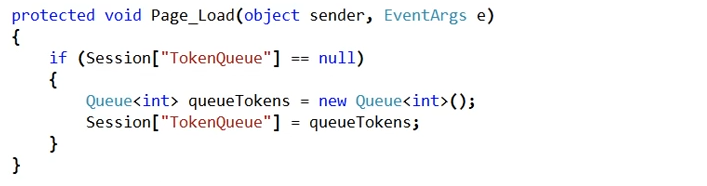 protected void Page_Load(object sender, EventArgs e)
{
    if (Session["TokenQueue"] == null)
    {
        Queue<int> queueTokens = new Queue<int>();
        Session["TokenQueue"] = queueTokens;
    }
}